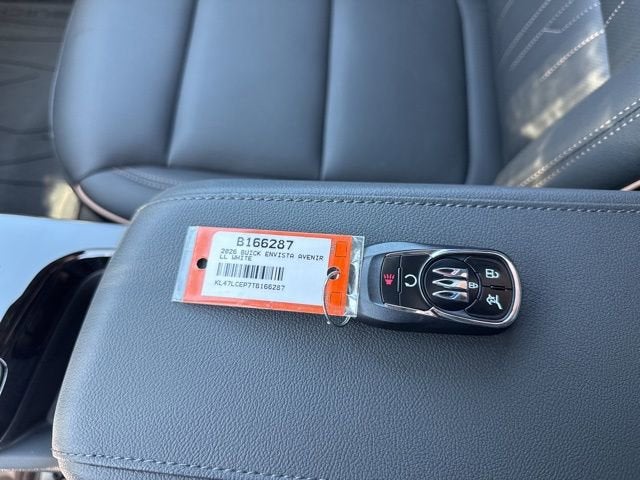 B166287
2026 BUICK ENVISTA AVENIR
LL WHITE
KL47LCEP7TB166287